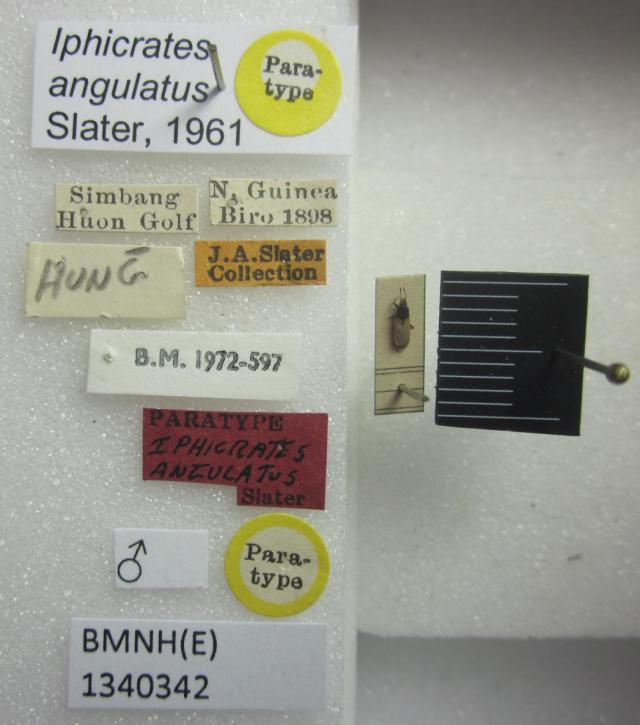 Iphicrates
angulatus
Slater, 1961
Para-
type
Simbang
Huon Golf
N. Guinea
Biro 1898
HUNG
J.A.Slater
Collection
B.M. 1972-597
PARATYPE
IPHICRATES
ANGULATUS
Slater
♂
Para-
type
BMNH(E)
1340342